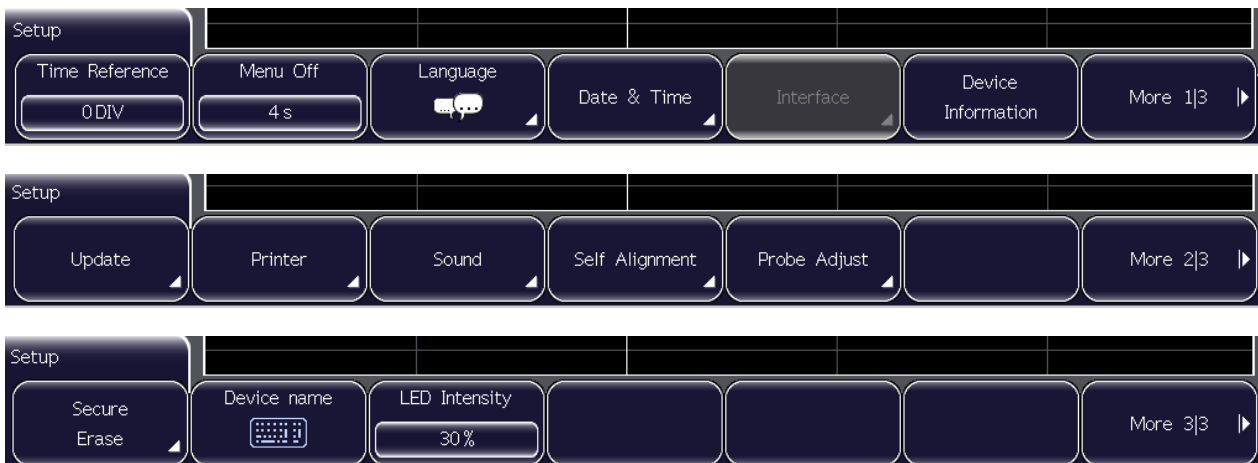 Setup
Time Reference
0 DIV
Menu Off
4 s
Language
Date & Time
Interface
Device
Information
More 1|3
Setup
Update
Printer
Sound
Self Alignment
Probe Adjust
More 2|3
Setup
Secure
Erase
Device name
LED Intensity
30 %
More 3|3